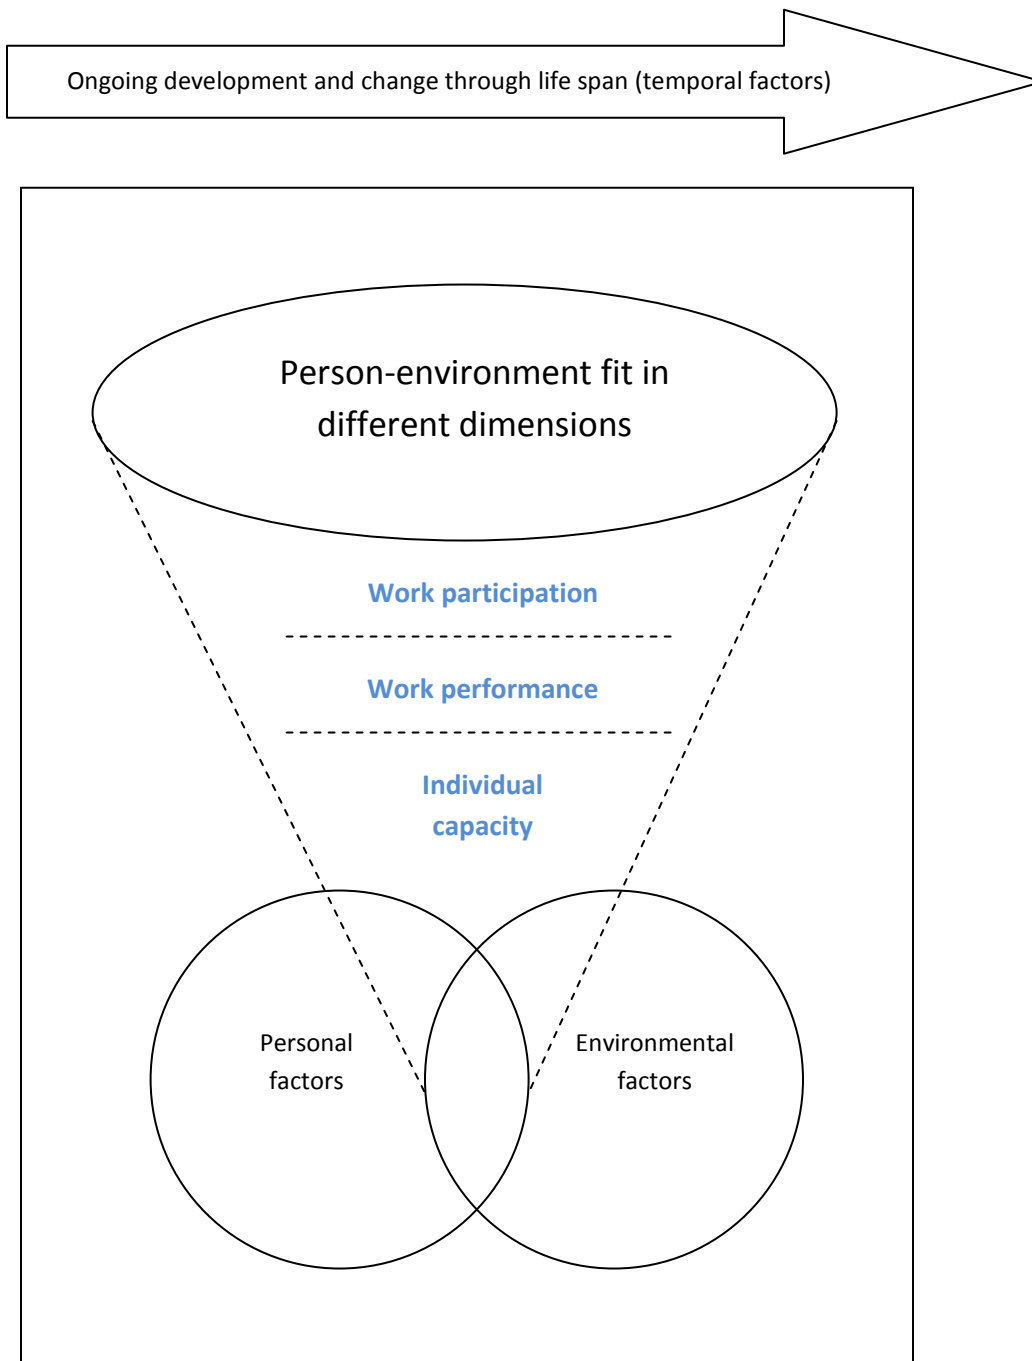 Ongoing development and change through life span (temporal factors)
Person-environment fit in
different dimensions
Work participation
Work performance
Individual
capacity
Personal
factors
Environmental
factors